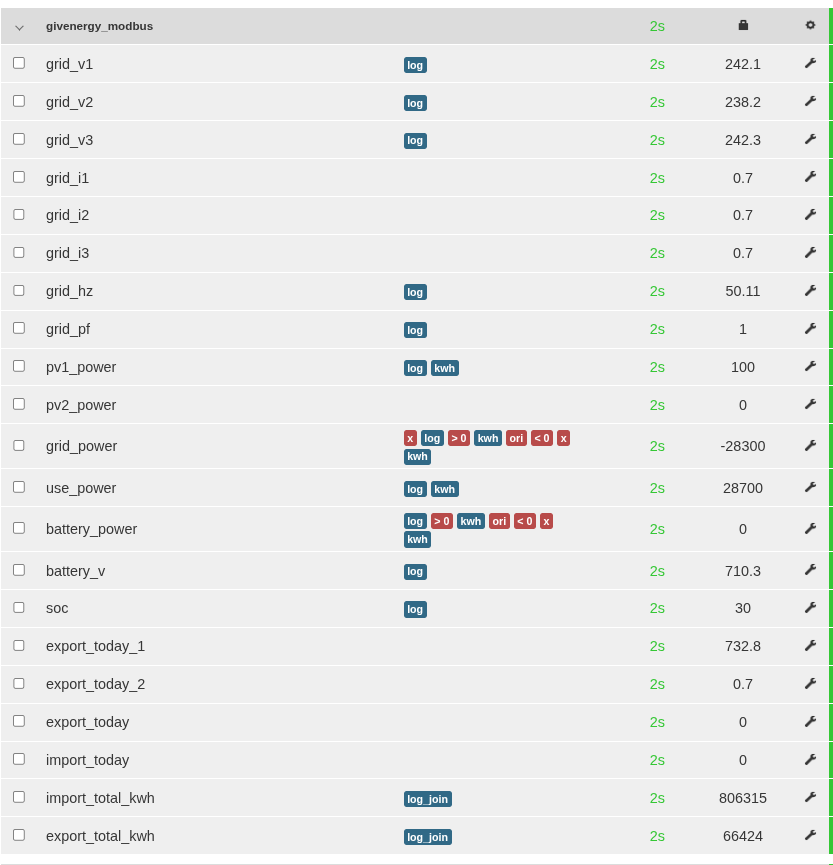 givenergy_modbus 2s
grid_v1 log 2s 242.1
grid_v2 log 2s 238.2
grid_v3 log 2s 242.3
grid_i1 2s 0.7
grid_i2 2s 0.7
grid_i3 2s 0.7
grid_hz log 2s 50.11
grid_pf log 2s 1
pv1_power log kwh 2s 100
pv2_power 2s 0
grid_power x log > 0 kwh ori < 0 x 2s -28300
kwh
use_power log kwh 2s 28700
battery_power log > 0 kwh ori < 0 x 2s 0
kwh
battery_v log 2s 710.3
soc log 2s 30
export_today_1 2s 732.8
export_today_2 2s 0.7
export_today 2s 0
import_today 2s 0
import_total_kwh log_join 2s 806315
export_total_kwh log_join 2s 66424